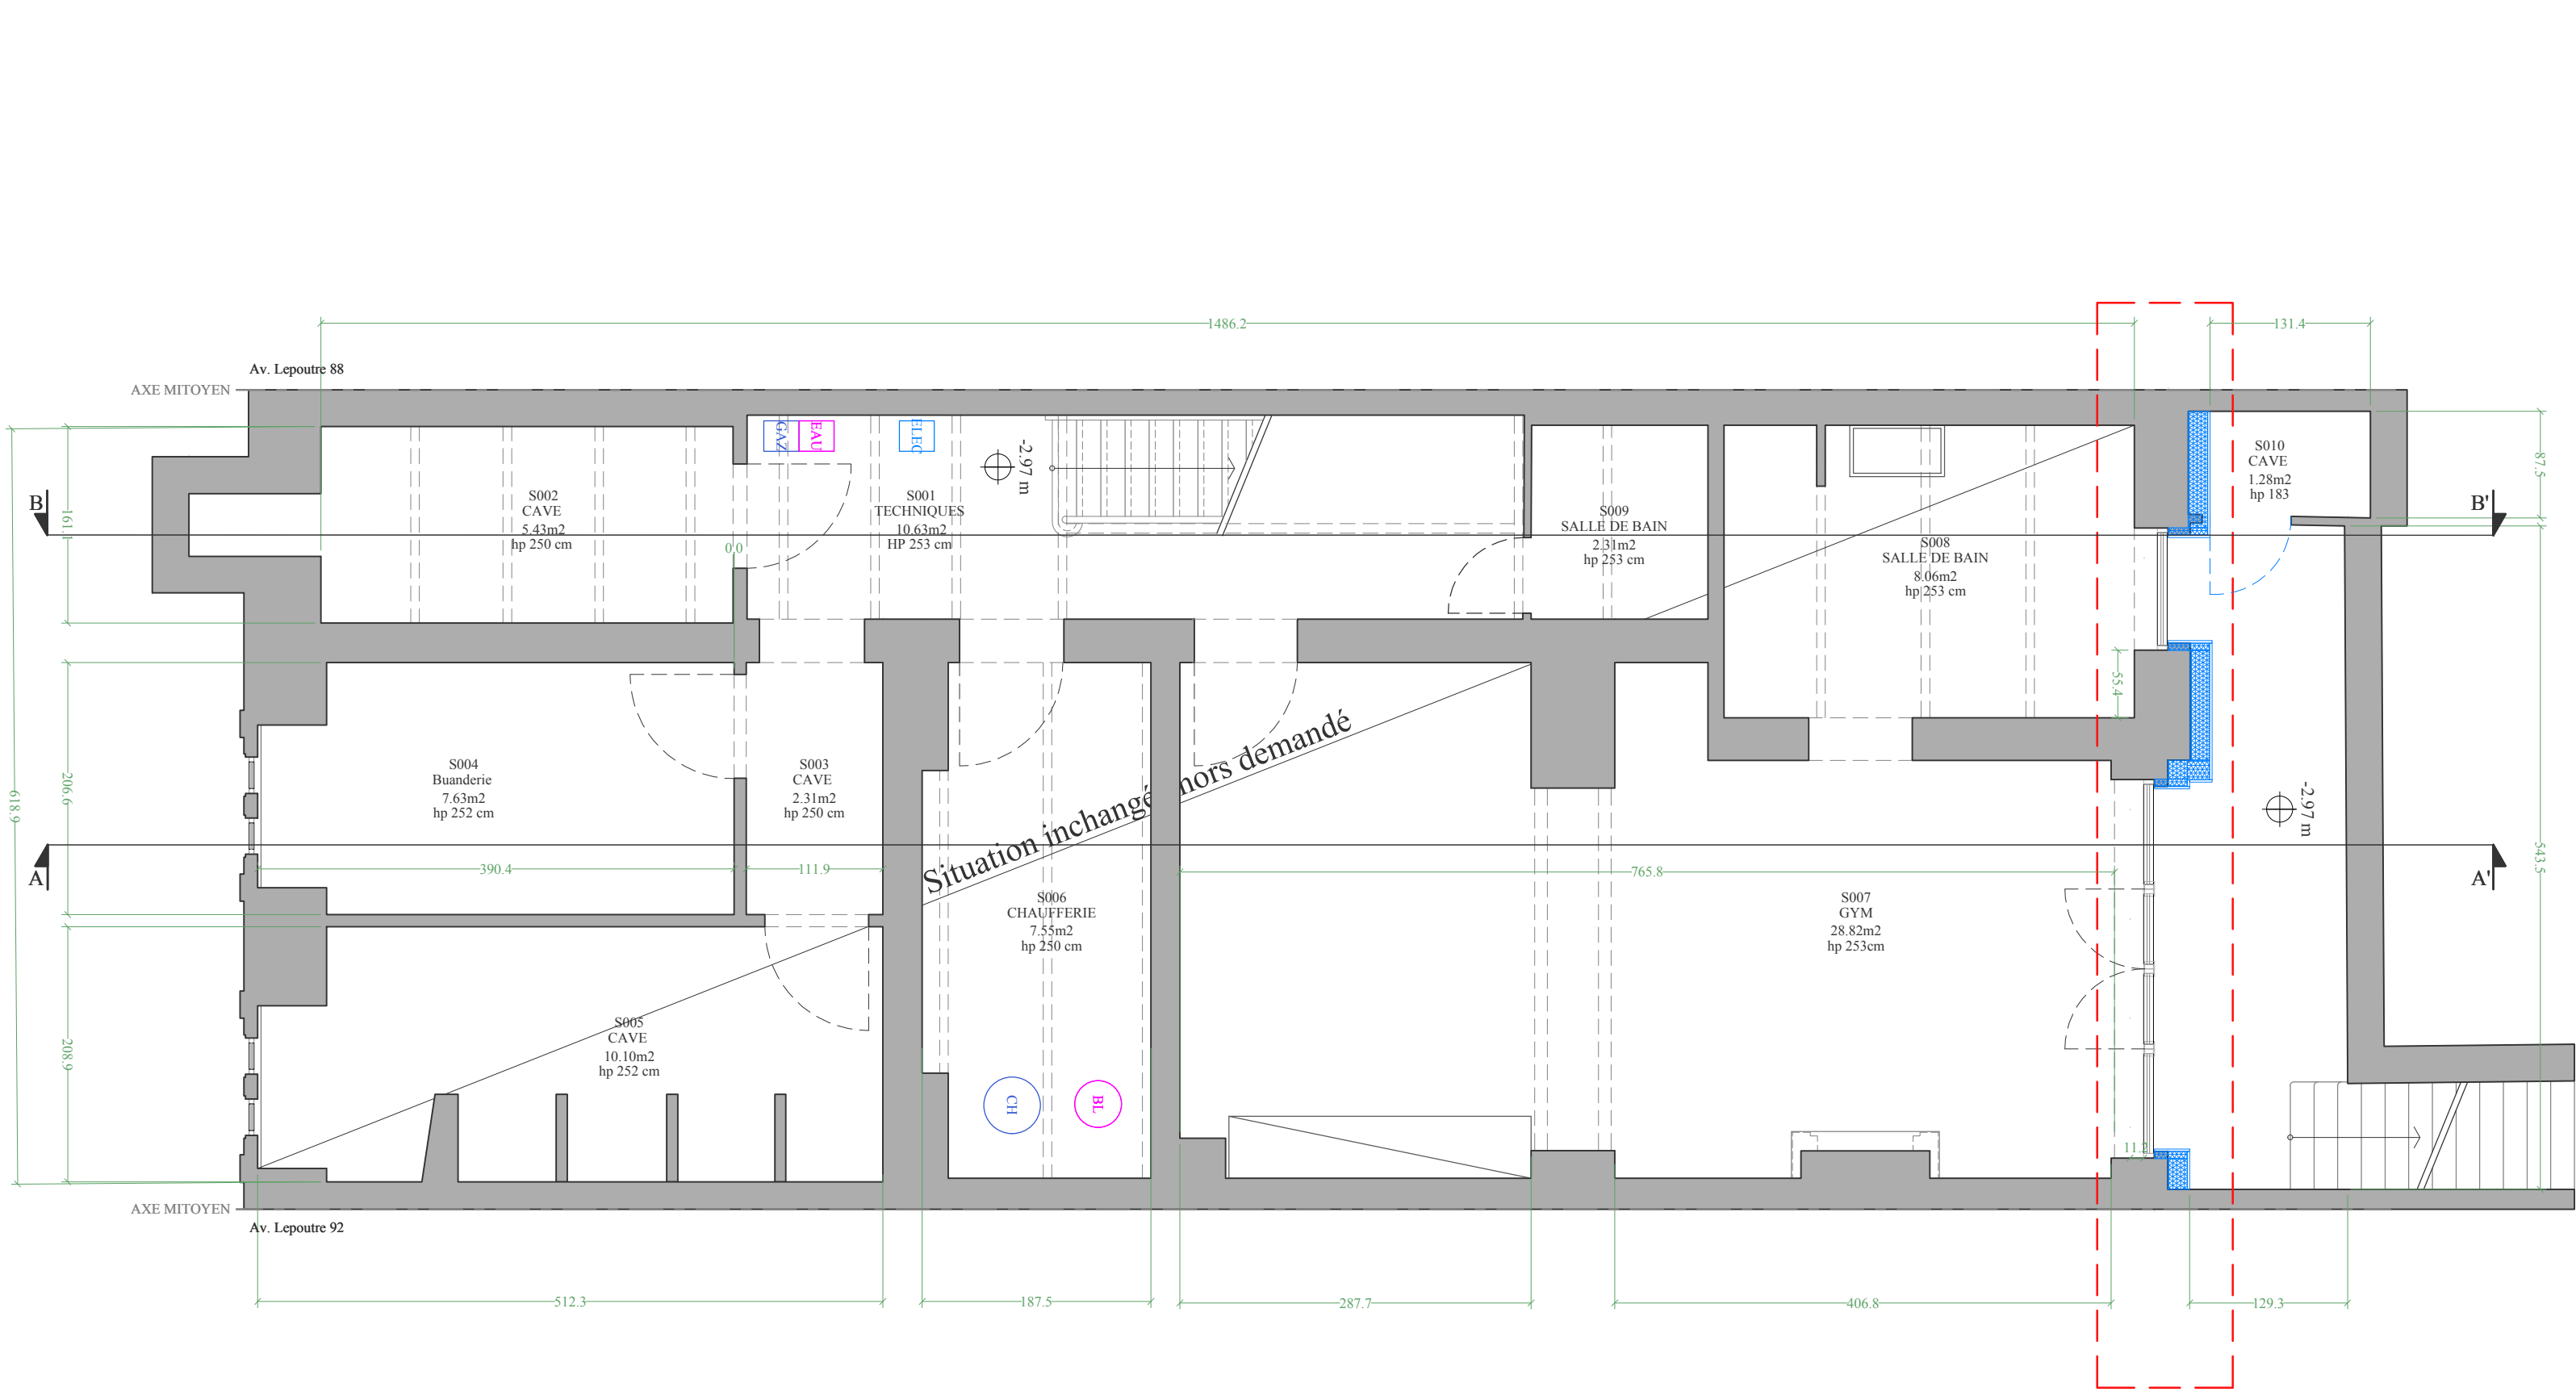 1486.2
131.4
Av. Lepoutre 88
AXE MITOYEN
GAZ
EAU
ELEC
-2.97 m
S010
CAVE
1.28m2
hp 183
87.5
B
B'
161.1
S002
CAVE
5.43m2
hp 250 cm
S001
TECHNIQUES
10.63m2
HP 253 cm
0.0
S009
SALLE DE BAIN
2.31m2
hp 253 cm
S008
SALLE DE BAIN
8.06m2
hp 253 cm
55.4
618.9
206.6
S004
Buanderie
7.63m2
hp 252 cm
S003
CAVE
2.31m2
hp 250 cm
Situation inchangée hors demandé
-2.97 m
543.5
A
A'
390.4
111.9
765.8
S006
CHAUFFERIE
7.55m2
hp 250 cm
S007
GYM
28.82m2
hp 253cm
208.9
S005
CAVE
10.10m2
hp 252 cm
CH
BL
AXE MITOYEN
Av. Lepoutre 92
512.3
187.5
287.7
406.8
129.3